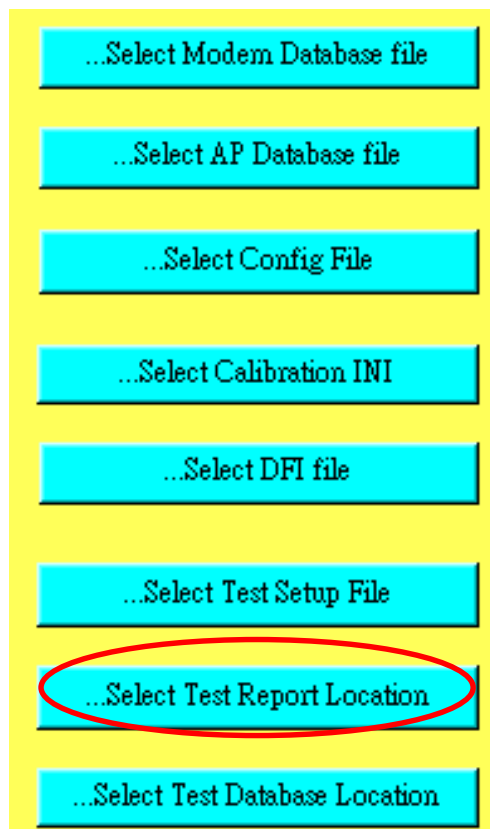 ...Select Modem Database file
...Select AP Database file
...Select Config File
...Select Calibration INI
...Select DFI file
...Select Test Setup File
...Select Test Report Location
...Select Test Database Location